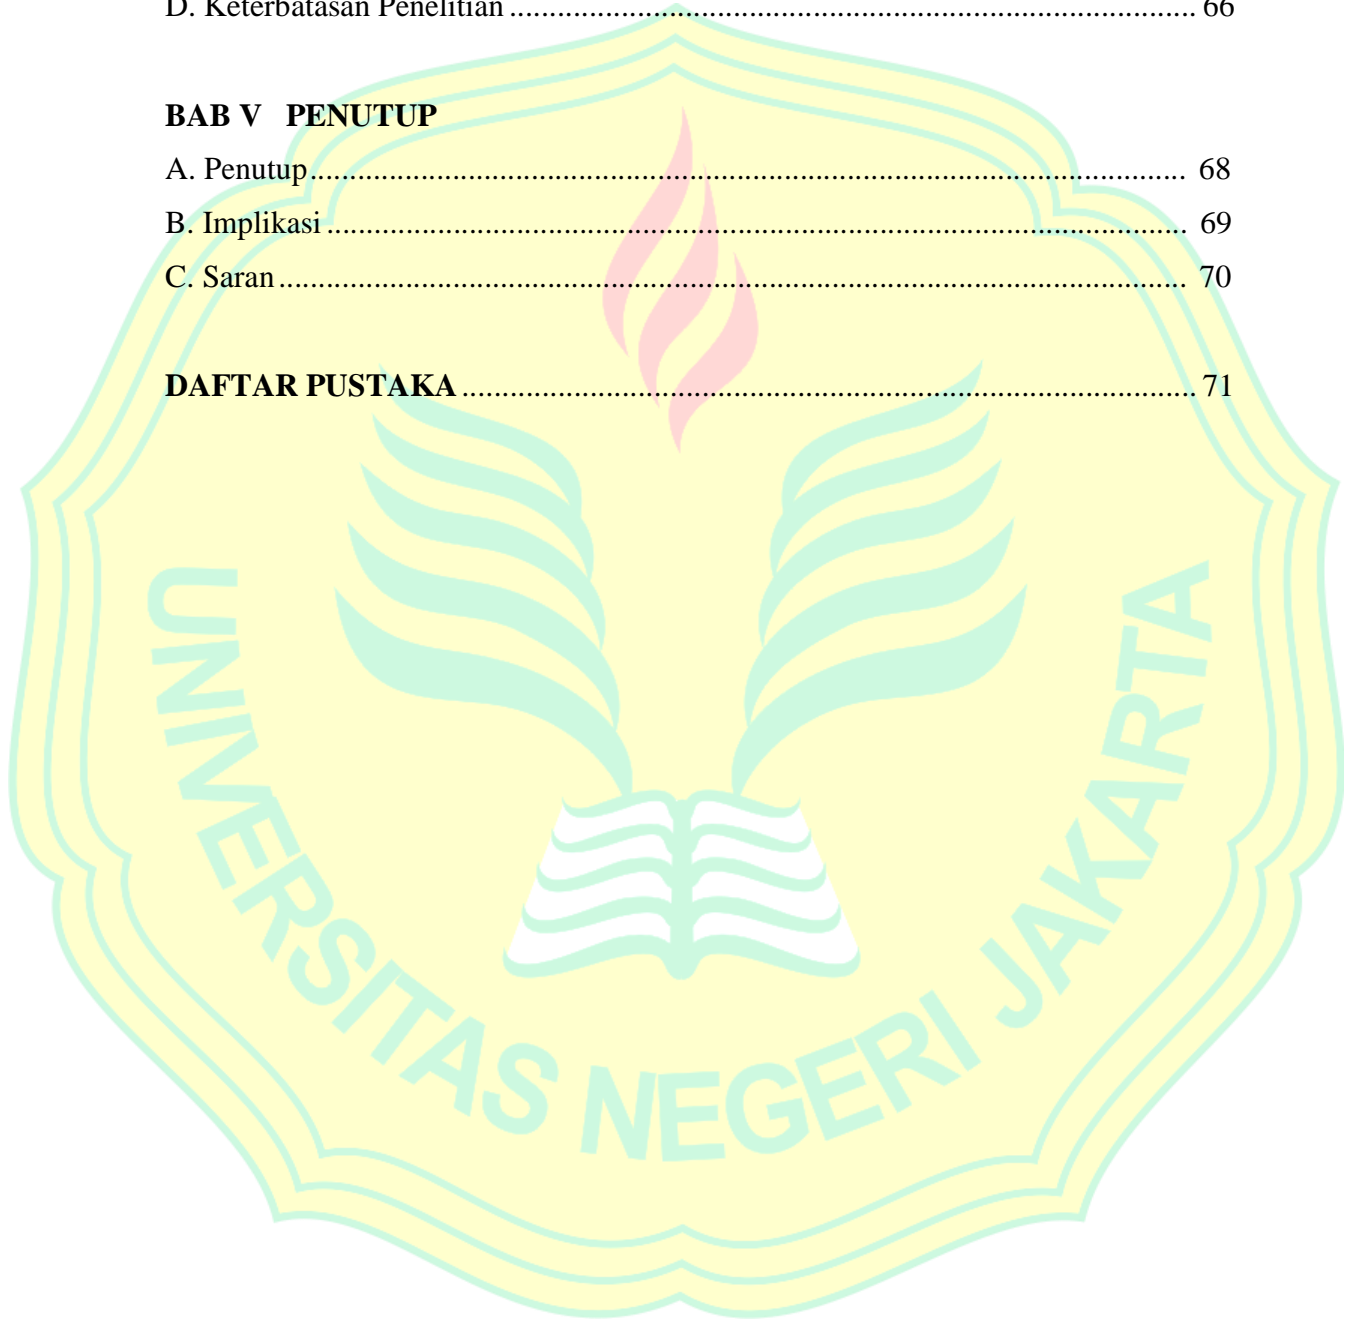 D. Keterbatasan Penelitian ........................................................................................ 66
BAB V   PENUTUP
A. Penutup................................................................................................................ 68
B. Implikasi .............................................................................................................. 69
C. Saran .................................................................................................................... 70
DAFTAR PUSTAKA .............................................................................................. 71
UNIVERSITAS NEGERI JAKARTA